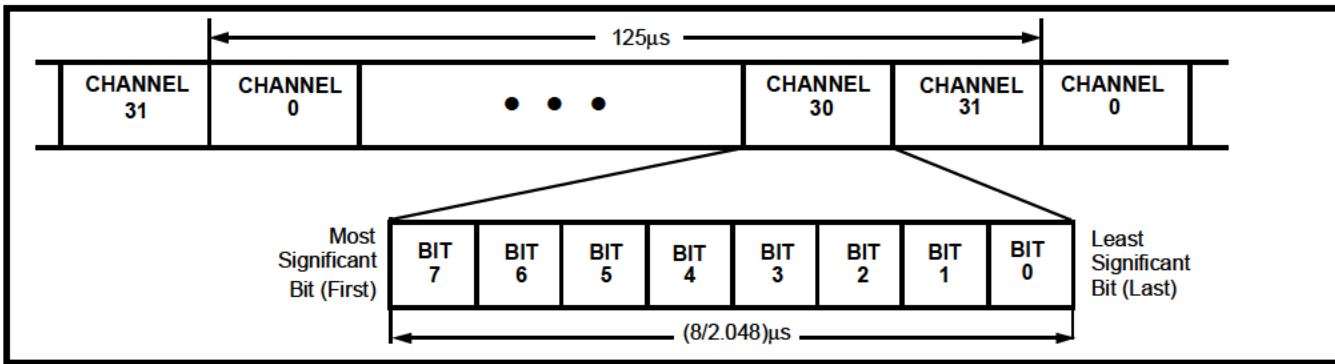 125µs
CHANNEL 31
CHANNEL 0
CHANNEL 30
CHANNEL 31
CHANNEL 0
Most
Significant
Bit (First)
BIT 7
BIT 6
BIT 5
BIT 4
BIT 3
BIT 2
BIT 1
BIT 0
Least
Significant
Bit (Last)
(8/2.048)µs